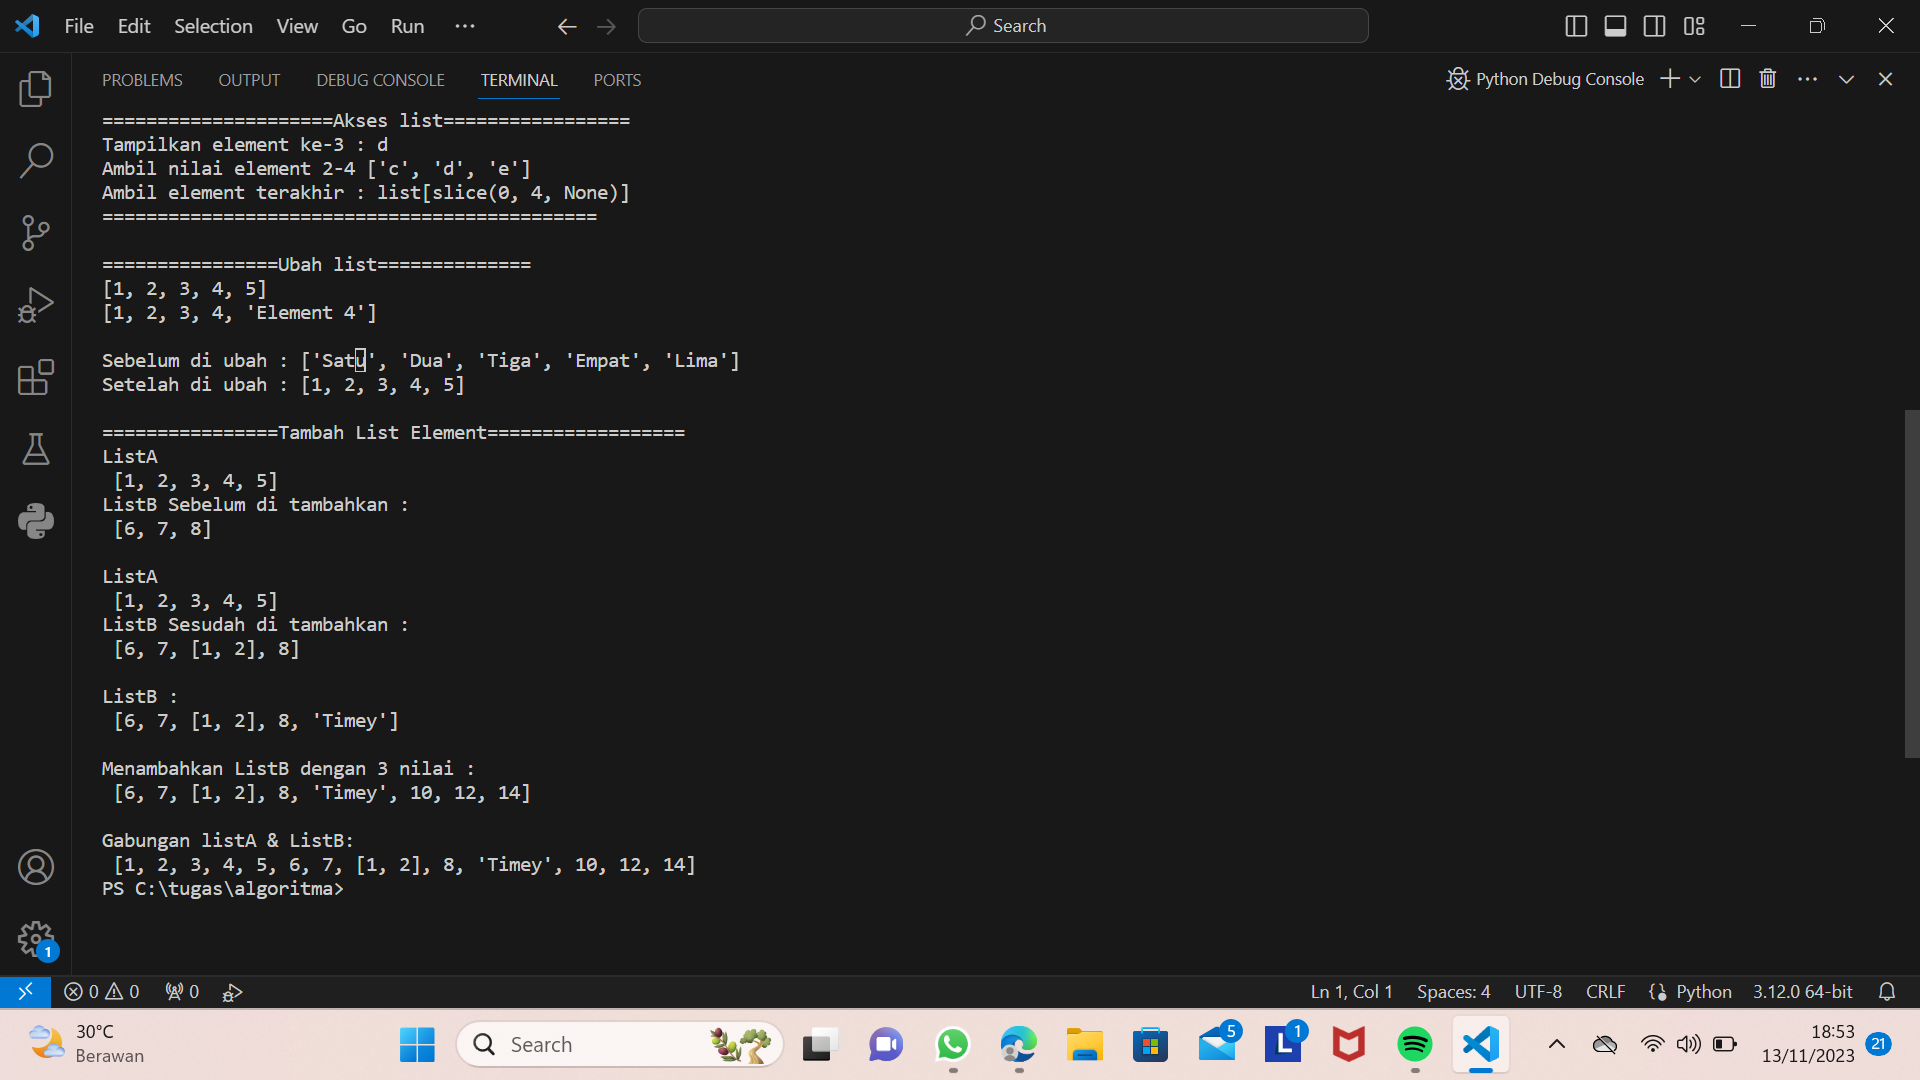 File Edit Selection View Go Run ··· Search
PROBLEMS OUTPUT DEBUG CONSOLE TERMINAL PORTS Python Debug Console
=====================Akses list=================
Tampilkan element ke-3 : d
Ambil nilai element 2-4 ['c', 'd', 'e']
Ambil element terakhir : list[slice(0, 4, None)]
=============================================
================Ubah list==============
[1, 2, 3, 4, 5]
[1, 2, 3, 4, 'Element 4']
Sebelum di ubah : ['Satu', 'Dua', 'Tiga', 'Empat', 'Lima']
Setelah di ubah : [1, 2, 3, 4, 5]
================Tambah List Element==================
ListA
[1, 2, 3, 4, 5]
ListB Sebelum di tambahkan :
[6, 7, 8]
ListA
[1, 2, 3, 4, 5]
ListB Sesudah di tambahkan :
[6, 7, [1, 2], 8]
ListB :
[6, 7, [1, 2], 8, 'Timey']
Menambahkan ListB dengan 3 nilai :
[6, 7, [1, 2], 8, 'Timey', 10, 12, 14]
Gabungan listA & ListB:
[1, 2, 3, 4, 5, 6, 7, [1, 2], 8, 'Timey', 10, 12, 14]
PS C:\tugas\algoritma>
1
0 0 0 Ln 1, Col 1 Spaces: 4 UTF-8 CRLF Python 3.12.0 64-bit
30°C
Berawan
Search
5
L 1
18:53
13/11/2023
21